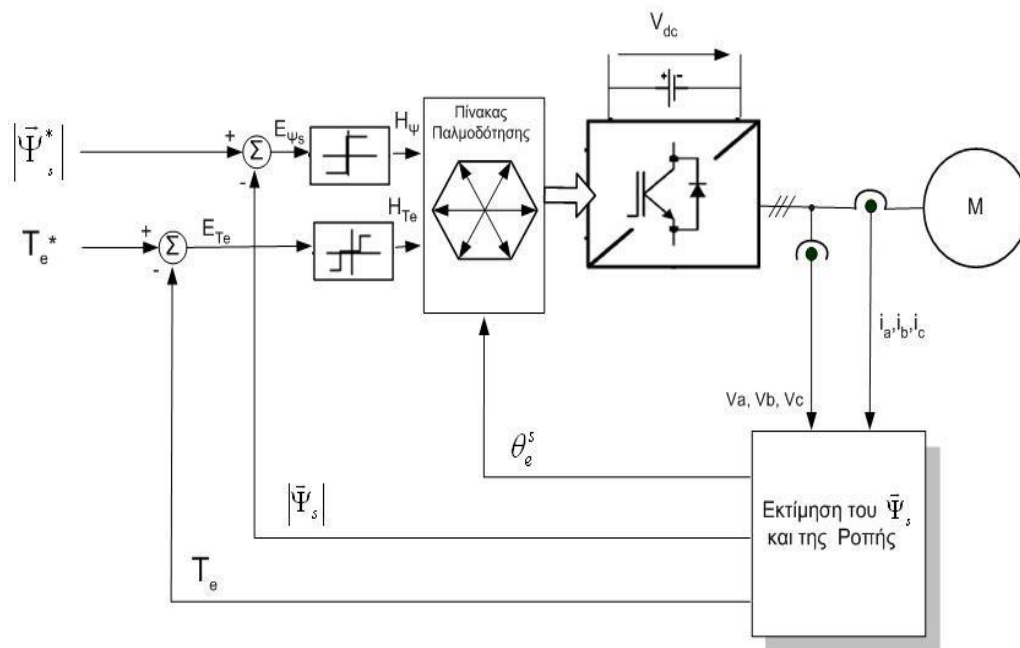 V_dc
+ -
|Ψ̄*_s|
+
-
Σ
E_Ψs
H_Ψ
Πίνακας
Παλμοδότησης
T_e*
+
-
Σ
E_Te
H_Te
M
i_a,i_b,i_c
Va, Vb, Vc
θ_e^s
|Ψ̄_s|
T_e
Εκτίμηση του Ψ̄_s
και της Ροπής